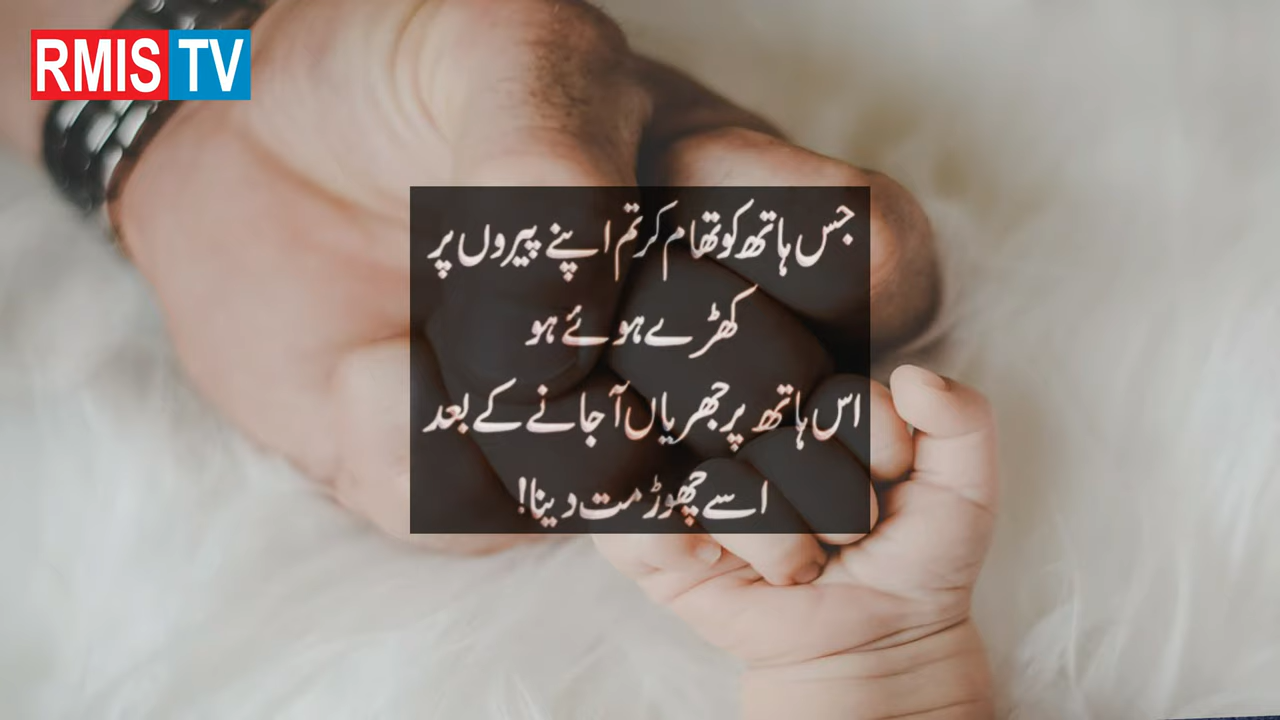 RMIS TV
جس ہاتھ کو تھام کر تم اپنے پیروں پر
کھڑے ہوئے ہو
اس ہاتھ پر جھریاں آ جانے کے بعد
اسے چھوڑ مت دینا!